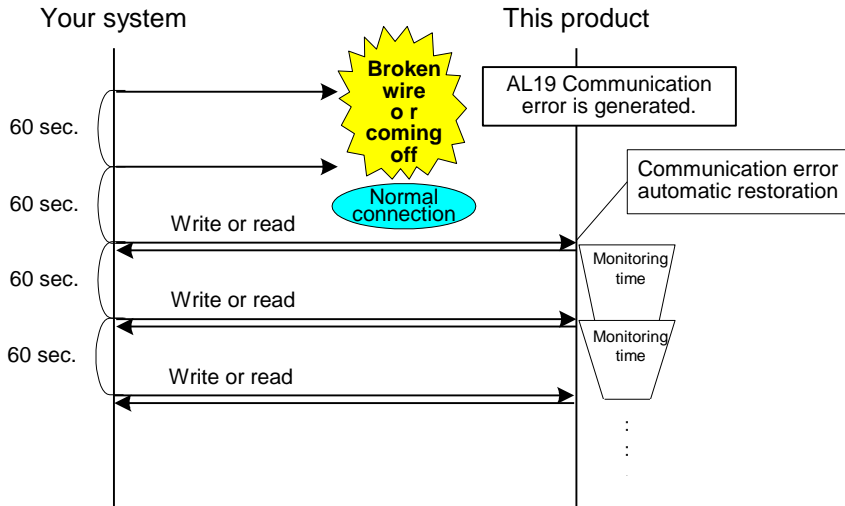 Your system
This product
Broken
wire
o r
coming
off
AL19 Communication
error is generated.
60 sec.
Communication error
automatic restoration
60 sec.
Normal
connection
Write or read
Monitoring
time
60 sec.
Write or read
Monitoring
time
60 sec.
Write or read
:
:
.